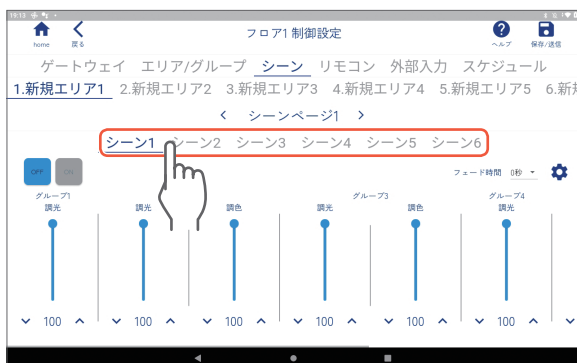 19:13
home 戻る フロア1 制御設定 ヘルプ 保存/送信
ゲートウェイ エリア/グループ シーン リモコン 外部入力 スケジュール
1.新規エリア1 2.新規エリア2 3.新規エリア3 4.新規エリア4 5.新規エリア5 6.新規
< シーンページ1 >
シーン1 シーン2 シーン3 シーン4 シーン5 シーン6
OFF ON フェード時間 0秒
グループ1 グループ3 グループ4
調光 調光 調色 調光 調色 調光
100 100 100 100 100 100